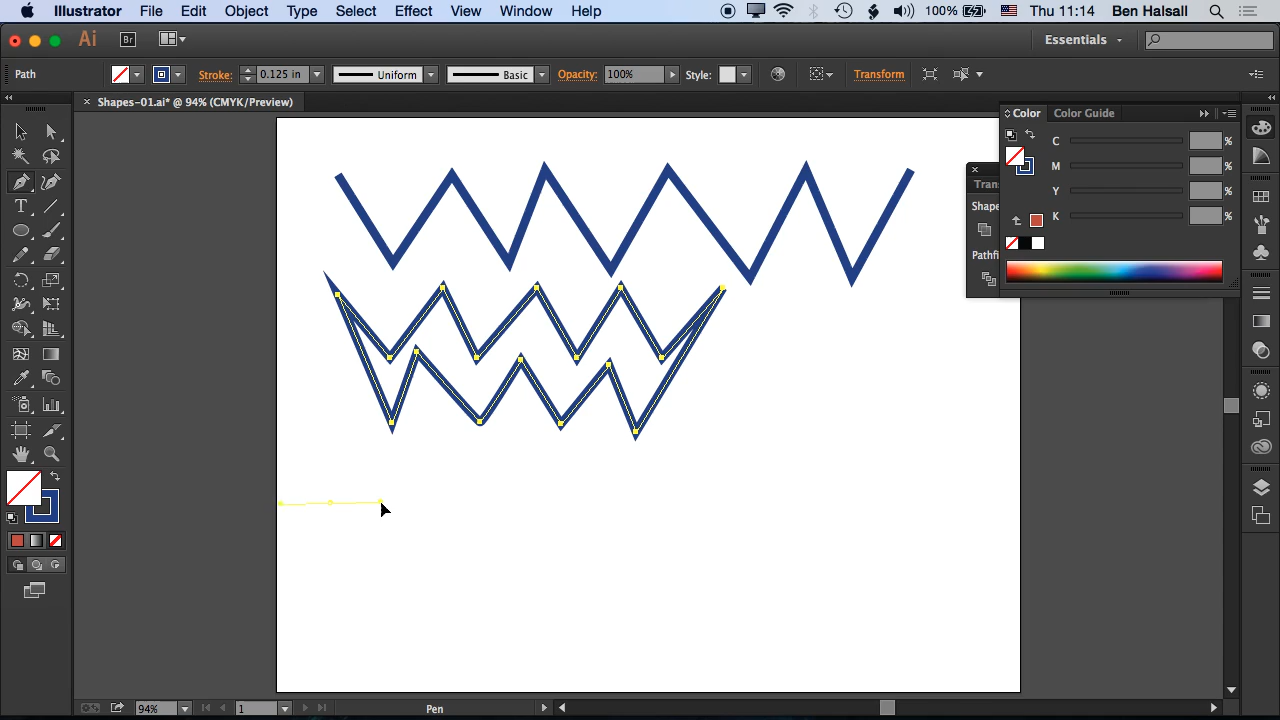 Illustrator File Edit Object Type Select Effect View Window Help 100% Thu 11:14 Ben Halsall
Ai Br Essentials
Path Stroke: 0.125 in Uniform Basic Opacity: 100% Style: Transform
Shapes-01.ai* @ 94% (CMYK/Preview)
Color Color Guide
C %
M %
Y %
K %
Tran
Shape
Pathfi
94% 1 Pen